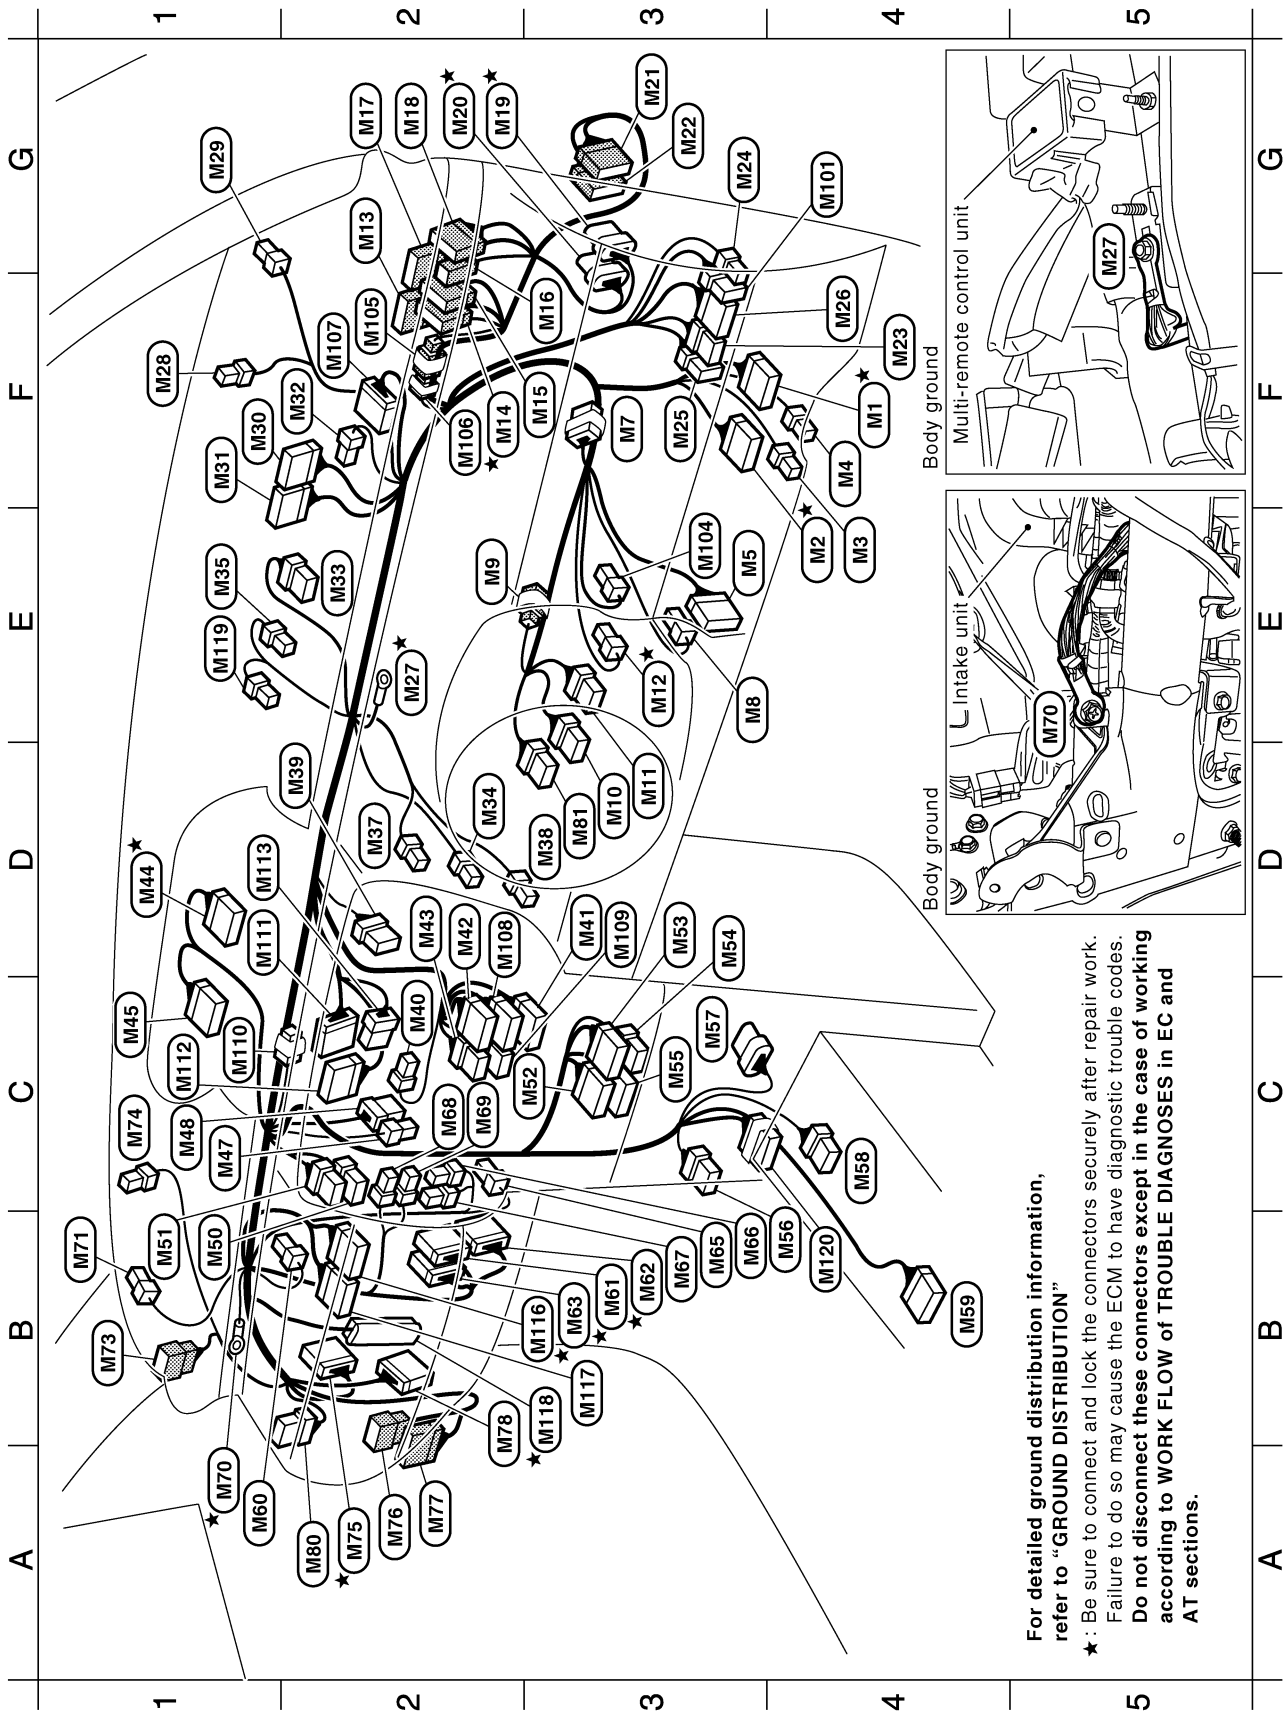 1
2
3
4
5
G
F
E
D
C
B
A
M29
M17
M18
M20 ★
M19 ★
M21
M22
M24
M101
M13
M105
M107
M28
M32
M30
M31
M16
M26
M23
M15
M14 ★
M106
M7
M25
M1 ★
M4
M2 ★
M3
M35
M33
M119
M27 ★
M9
M104
M5
M12 ★
M8
M39
M37
M34
M38
M81
M10
M11
M44 ★
M113
M111
M43
M42
M108
M41
M109
M53
M54
M45
M110
M112
M40
M57
M52
M55
M74
M48
M47
M68
M69
M58
M71
M51
M50
M67
M65
M66
M56
M120
M73
M116 ★
M63 ★
M61
M62 ★
M59
M117
M118 ★
M78
M70 ★
M60
M80
M75 ★
M76
M77
Body ground
Multi-remote control unit
M27
Body ground
Intake unit
M70
For detailed ground distribution information,
refer to “GROUND DISTRIBUTION”
★ : Be sure to connect and lock the connectors securely after repair work.
Failure to do so may cause the ECM to have diagnostic trouble codes.
Do not disconnect these connectors except in the case of working
according to WORK FLOW of TROUBLE DIAGNOSES in EC and
AT sections.
G
F
E
D
C
B
A
1
2
3
4
5